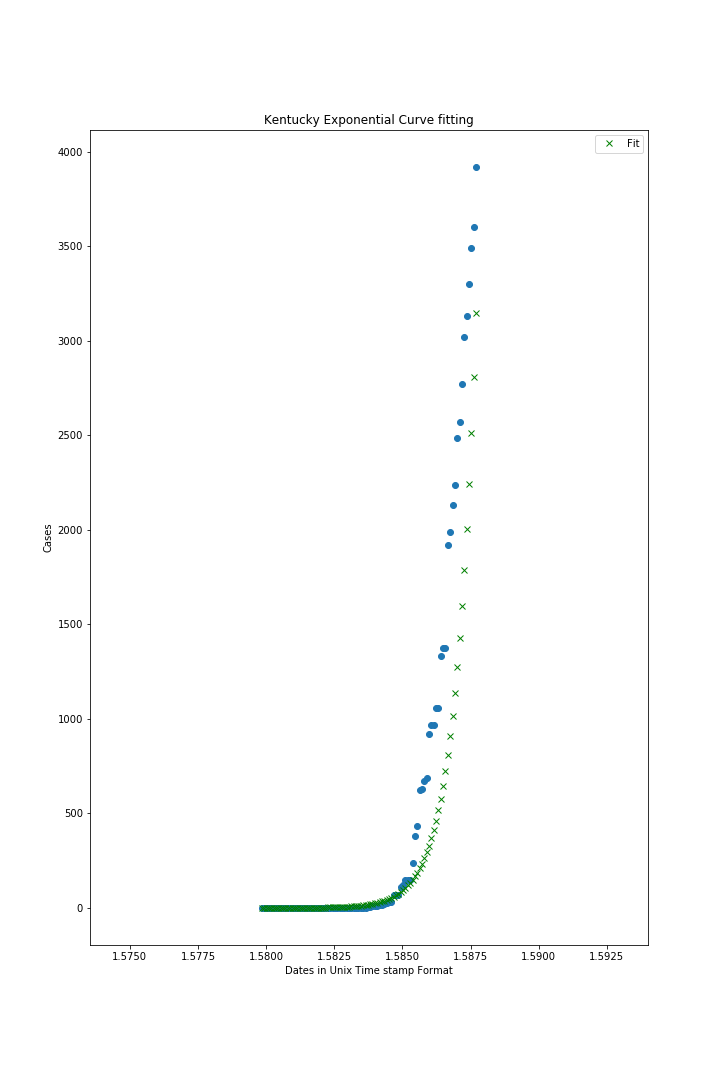 Kentucky Exponential Curve fitting
Fit
4000
3500
3000
2500
2000
1500
1000
500
0
Cases
1.5750 1.5775 1.5800 1.5825 1.5850 1.5875 1.5900 1.5925
Dates in Unix Time stamp Format